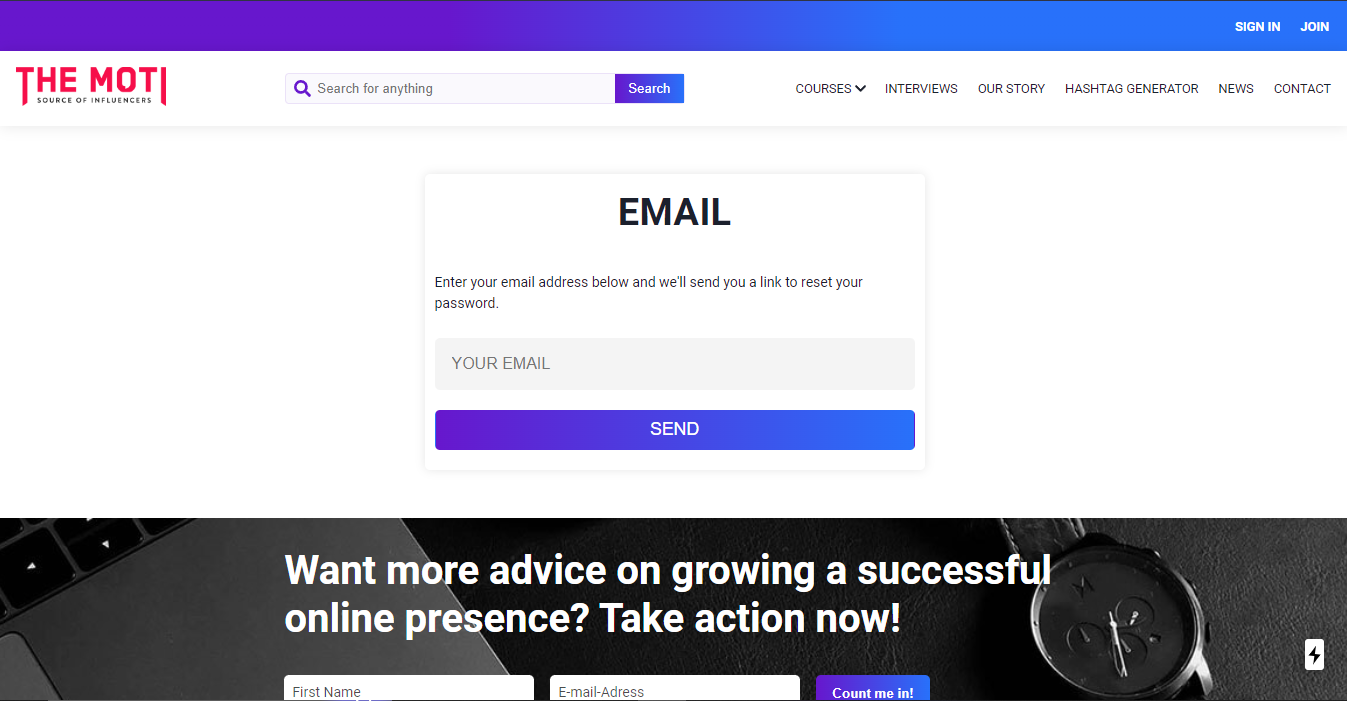 SIGN IN JOIN
THE MOTI
SOURCE OF INFLUENCERS
Search for anything
Search
COURSES INTERVIEWS OUR STORY HASHTAG GENERATOR NEWS CONTACT
EMAIL
Enter your email address below and we'll send you a link to reset your
password.
YOUR EMAIL
SEND
Want more advice on growing a successful
online presence? Take action now!
First Name
E-mail-Adress
Count me in!